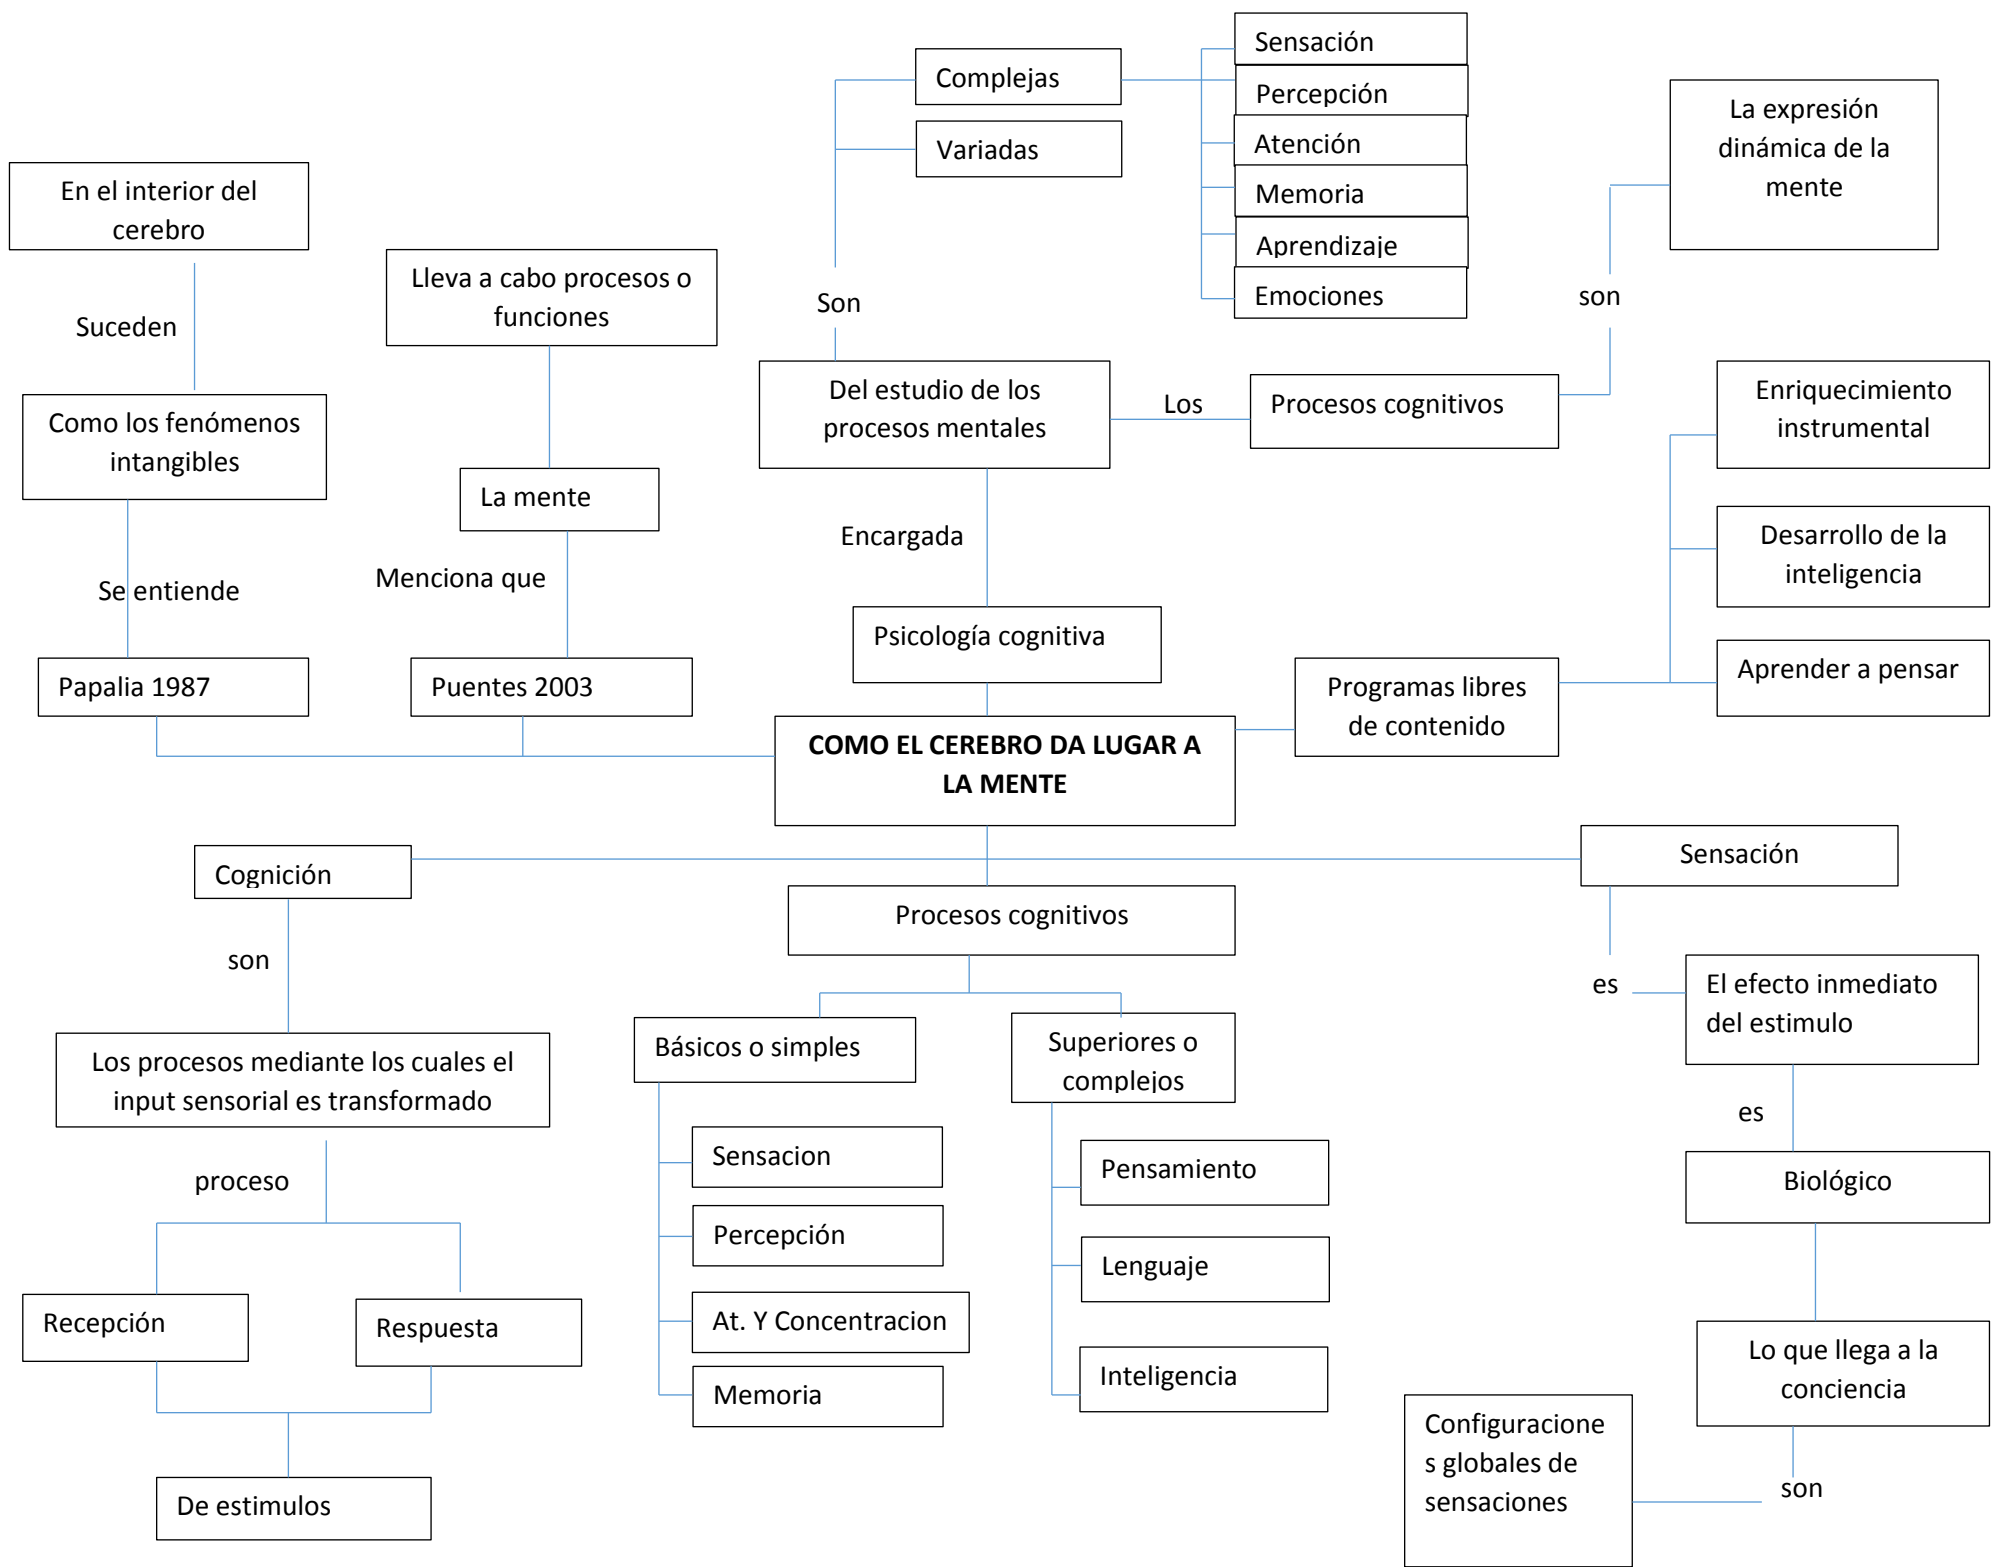 Sensación
Complejas
Percepción
Variadas
Atención
Memoria
Aprendizaje
Emociones
La expresión
dinámica de la
mente
En el interior del
cerebro
Lleva a cabo procesos o
funciones
Suceden
Son
son
Como los fenómenos
intangibles
Del estudio de los
procesos mentales
Los
Procesos cognitivos
Enriquecimiento
instrumental
La mente
Encargada
Desarrollo de la
inteligencia
Se entiende
Menciona que
Psicología cognitiva
Papalia 1987
Puentes 2003
Programas libres
de contenido
Aprender a pensar
COMO EL CEREBRO DA LUGAR A
LA MENTE
Cognición
Sensación
Procesos cognitivos
son
es
El efecto inmediato
del estimulo
Los procesos mediante los cuales el
input sensorial es transformado
Básicos o simples
Superiores o
complejos
es
proceso
Sensacion
Pensamiento
Biológico
Percepción
Lenguaje
Recepción
Respuesta
At. Y Concentracion
Inteligencia
Lo que llega a la
conciencia
Memoria
Configuracione
s globales de
sensaciones
son
De estimulos